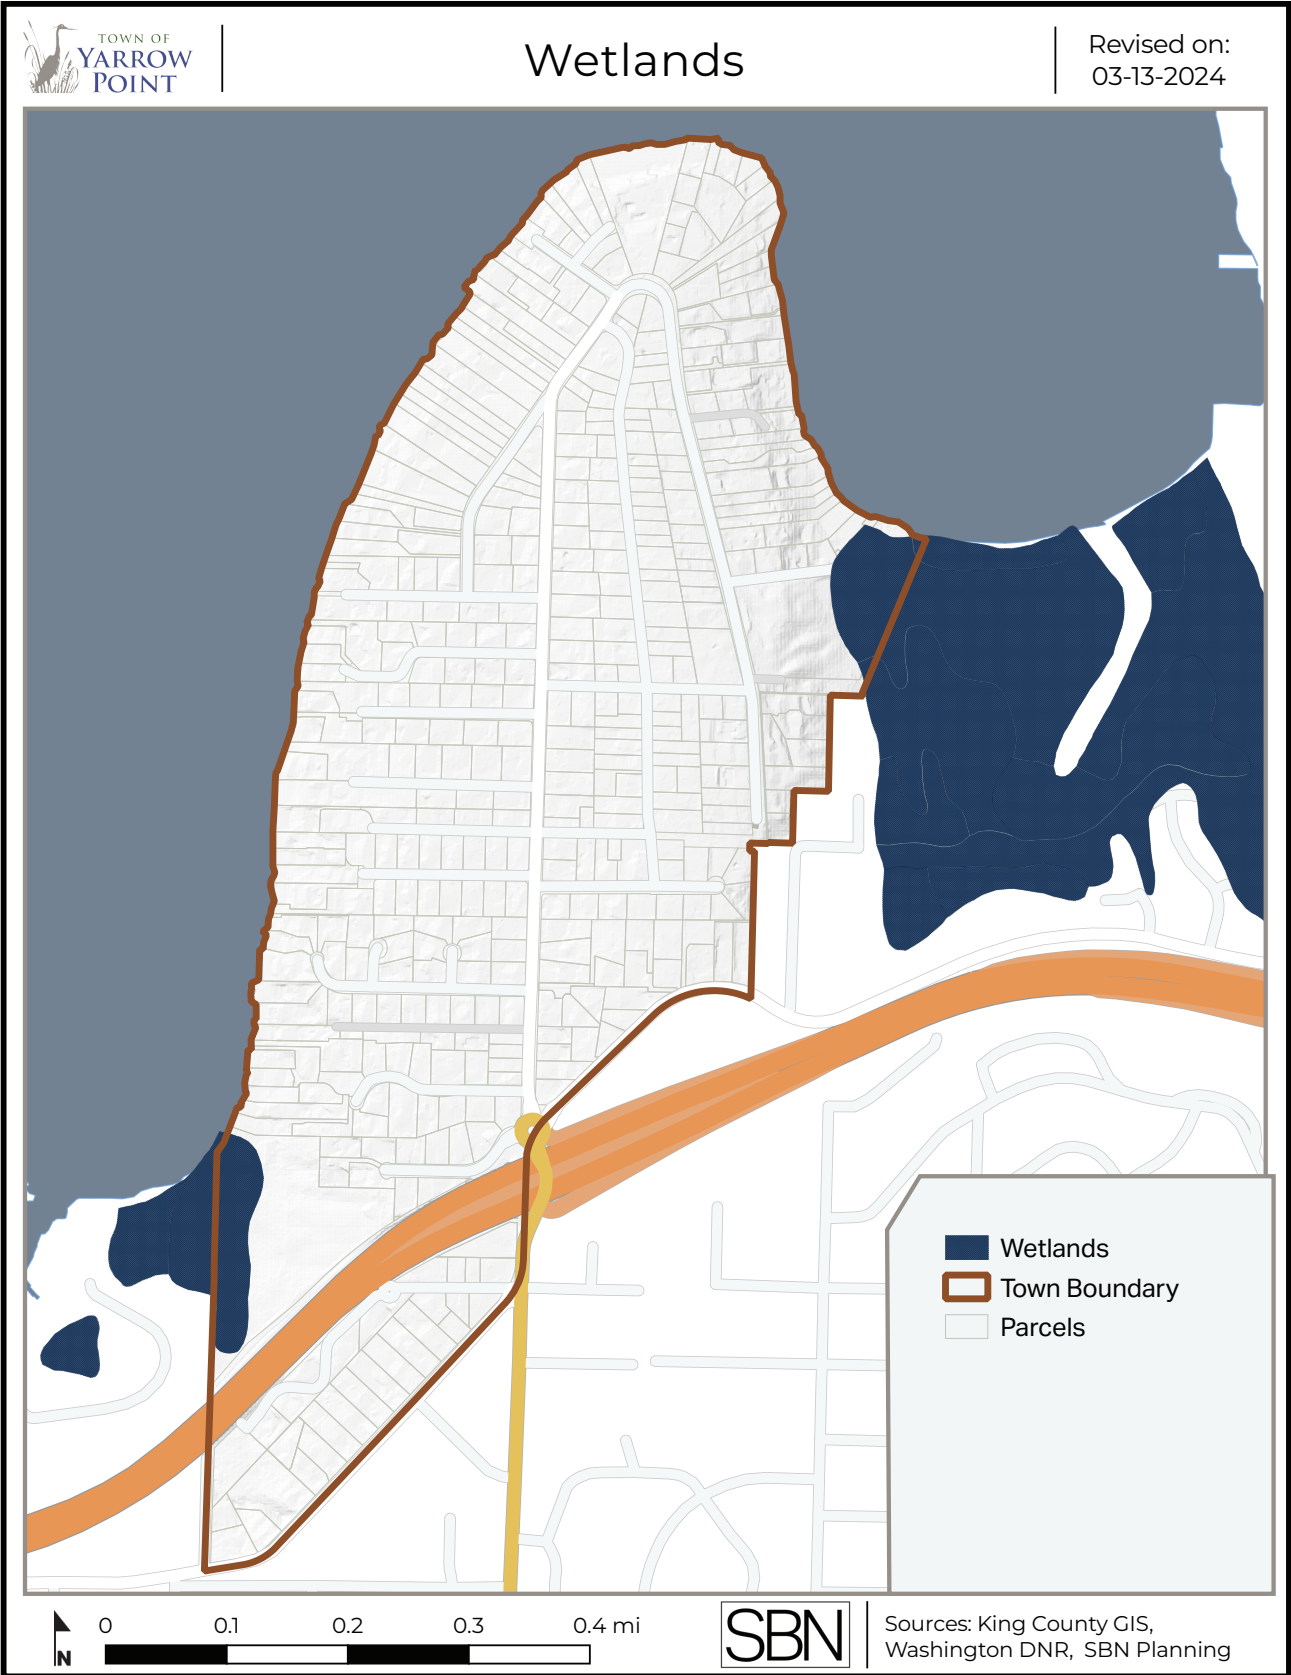 TOWN OF
YARROW
POINT
Wetlands
Revised on:
03-13-2024
Wetlands
Town Boundary
Parcels
N
0 0.1 0.2 0.3 0.4 mi
SBN
Sources: King County GIS,
Washington DNR, SBN Planning